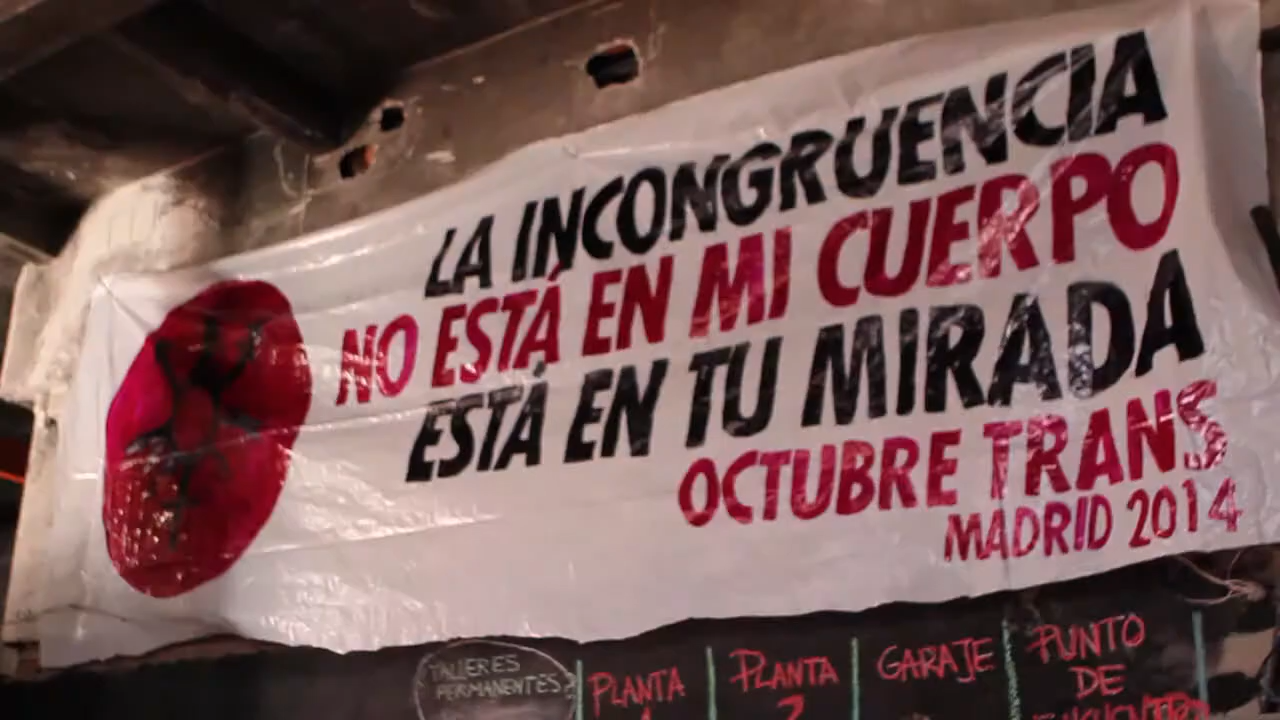 LA INCONGRUENCIA
NO ESTÁ EN MI CUERPO
ESTÁ EN TU MIRADA
OCTUBRE TRANS
MADRID 2014
TALLERES
PERMANENTES
PLANTA
PLANTA
2
GARAJE
PUNTO
DE